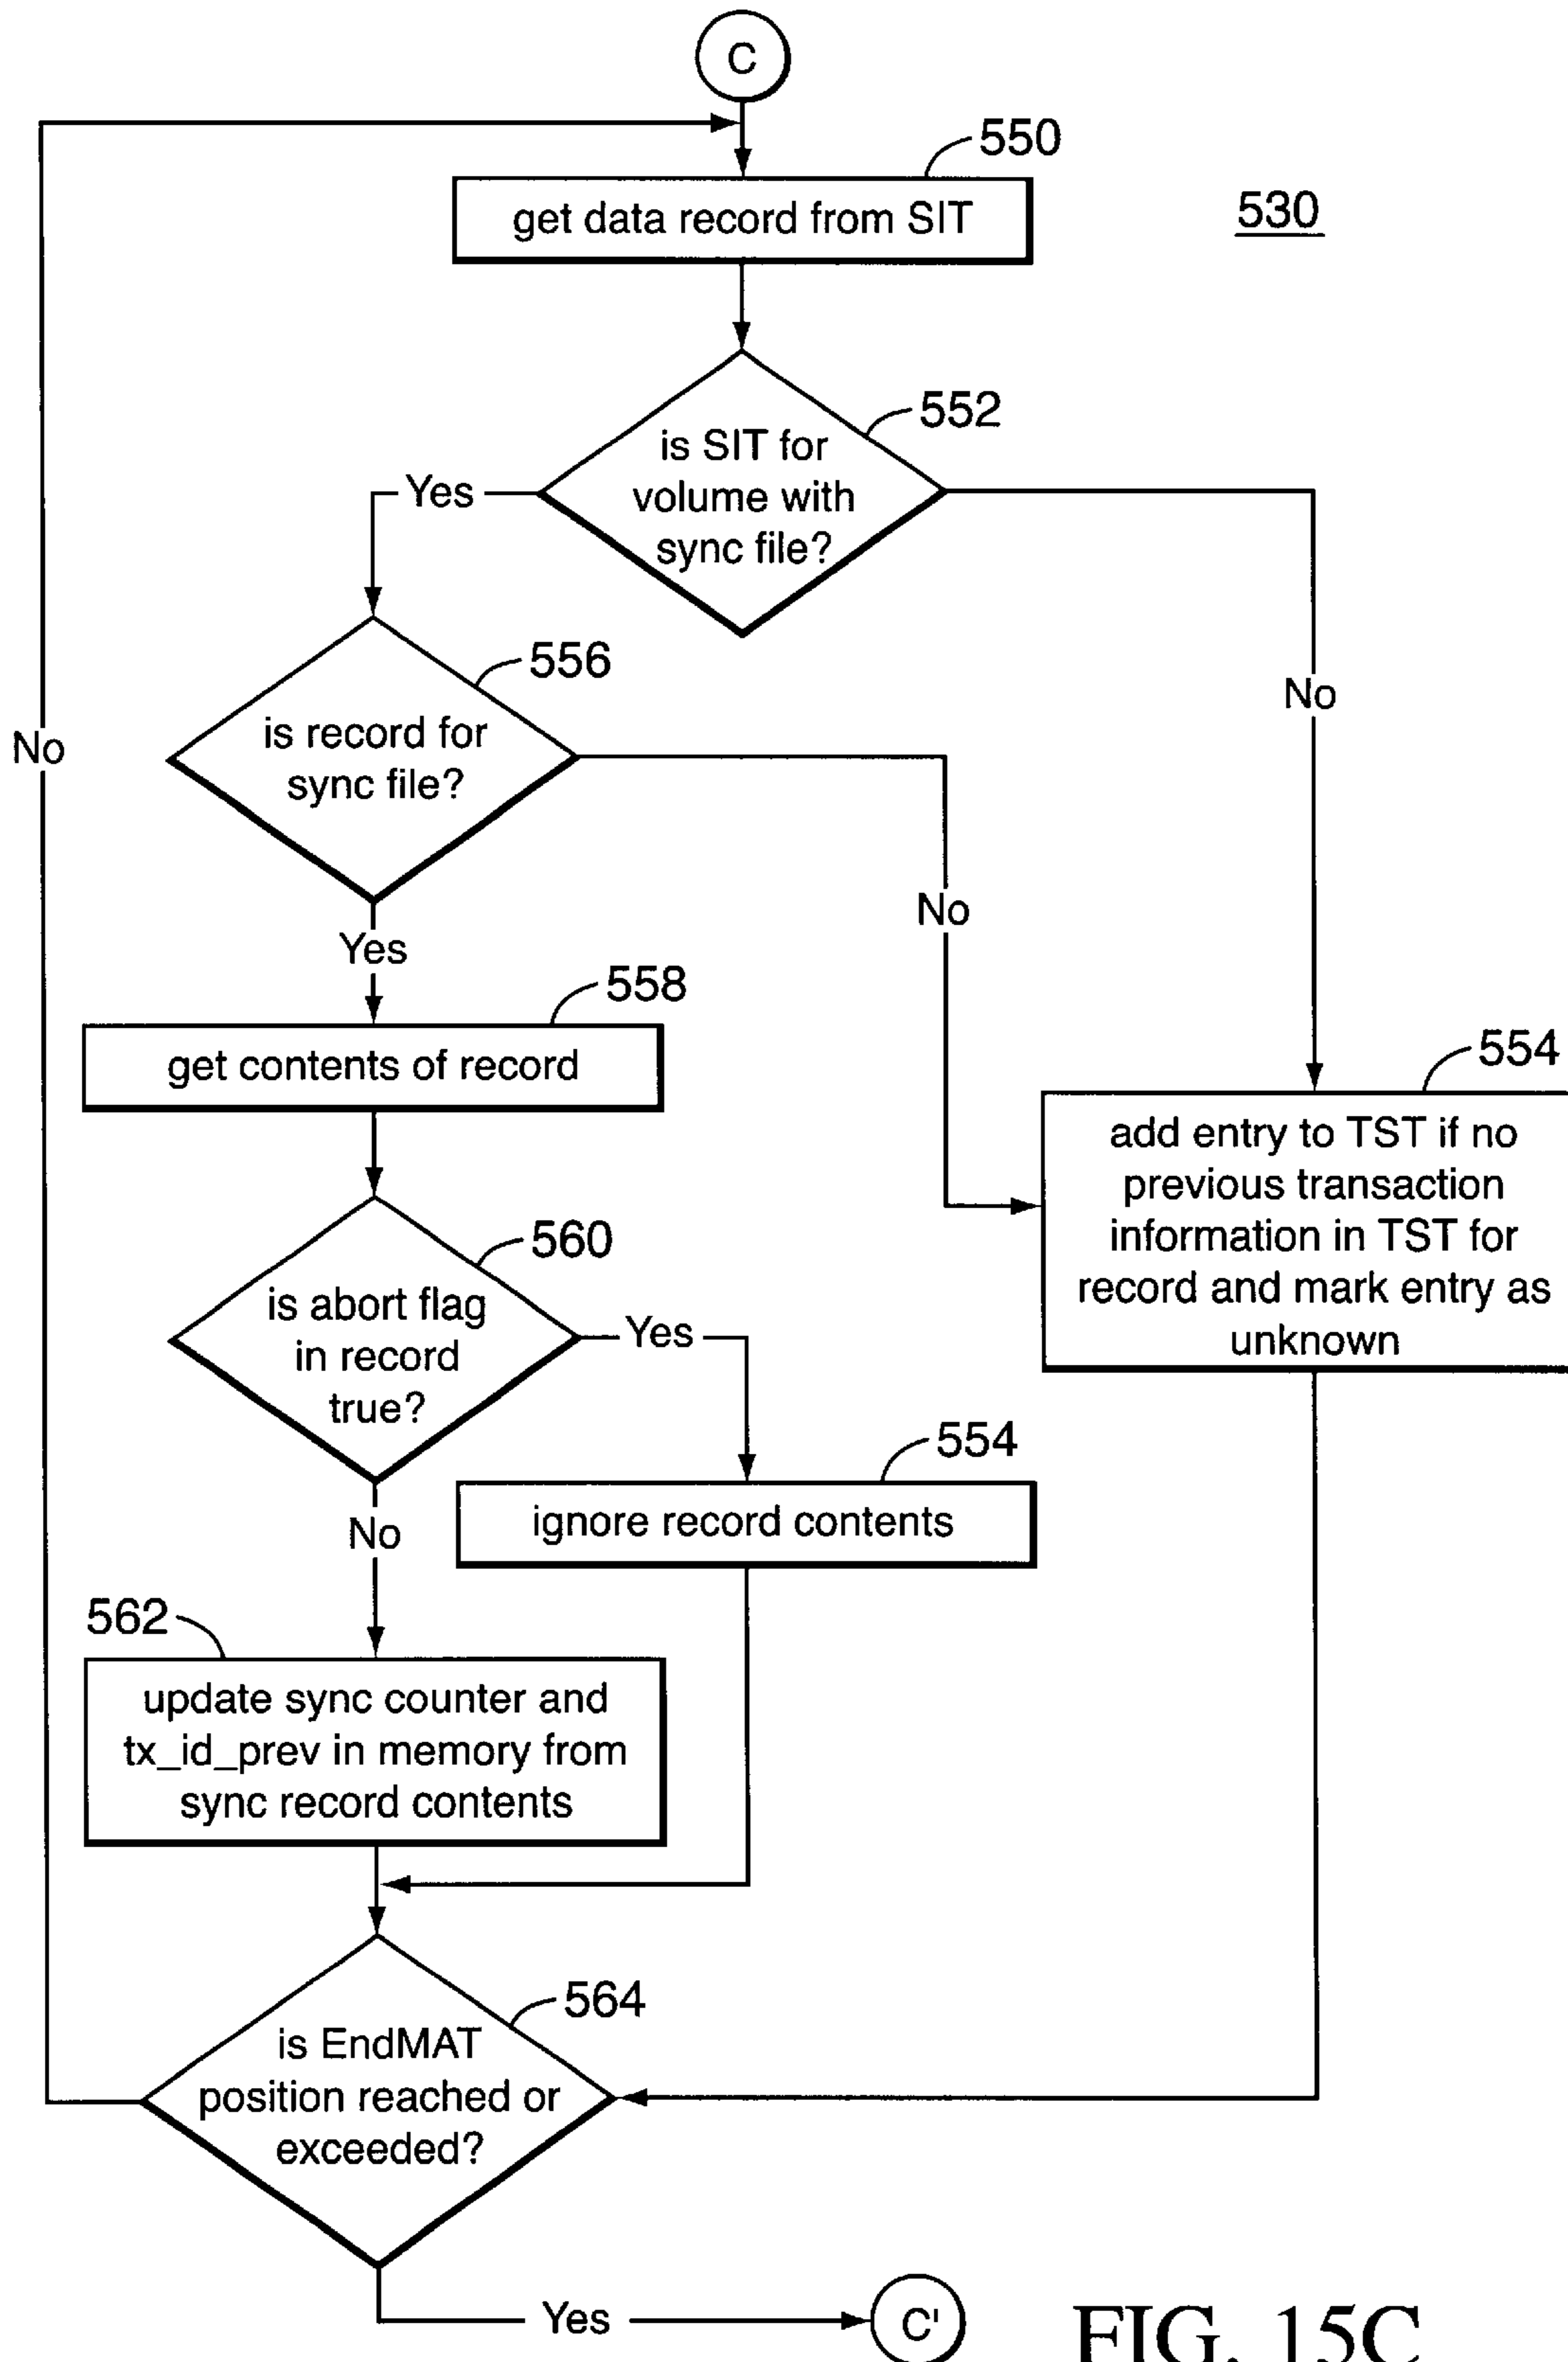 C
550
get data record from SIT
530
552
is SIT for
volume with
sync file?
Yes
No
556
is record for
sync file?
No
No
Yes
558
get contents of record
554
add entry to TST if no
previous transaction
information in TST for
record and mark entry as
unknown
560
is abort flag
in record
true?
Yes
554
ignore record contents
No
562
update sync counter and
tx_id_prev in memory from
sync record contents
564
is EndMAT
position reached or
exceeded?
Yes
C'
FIG. 15C